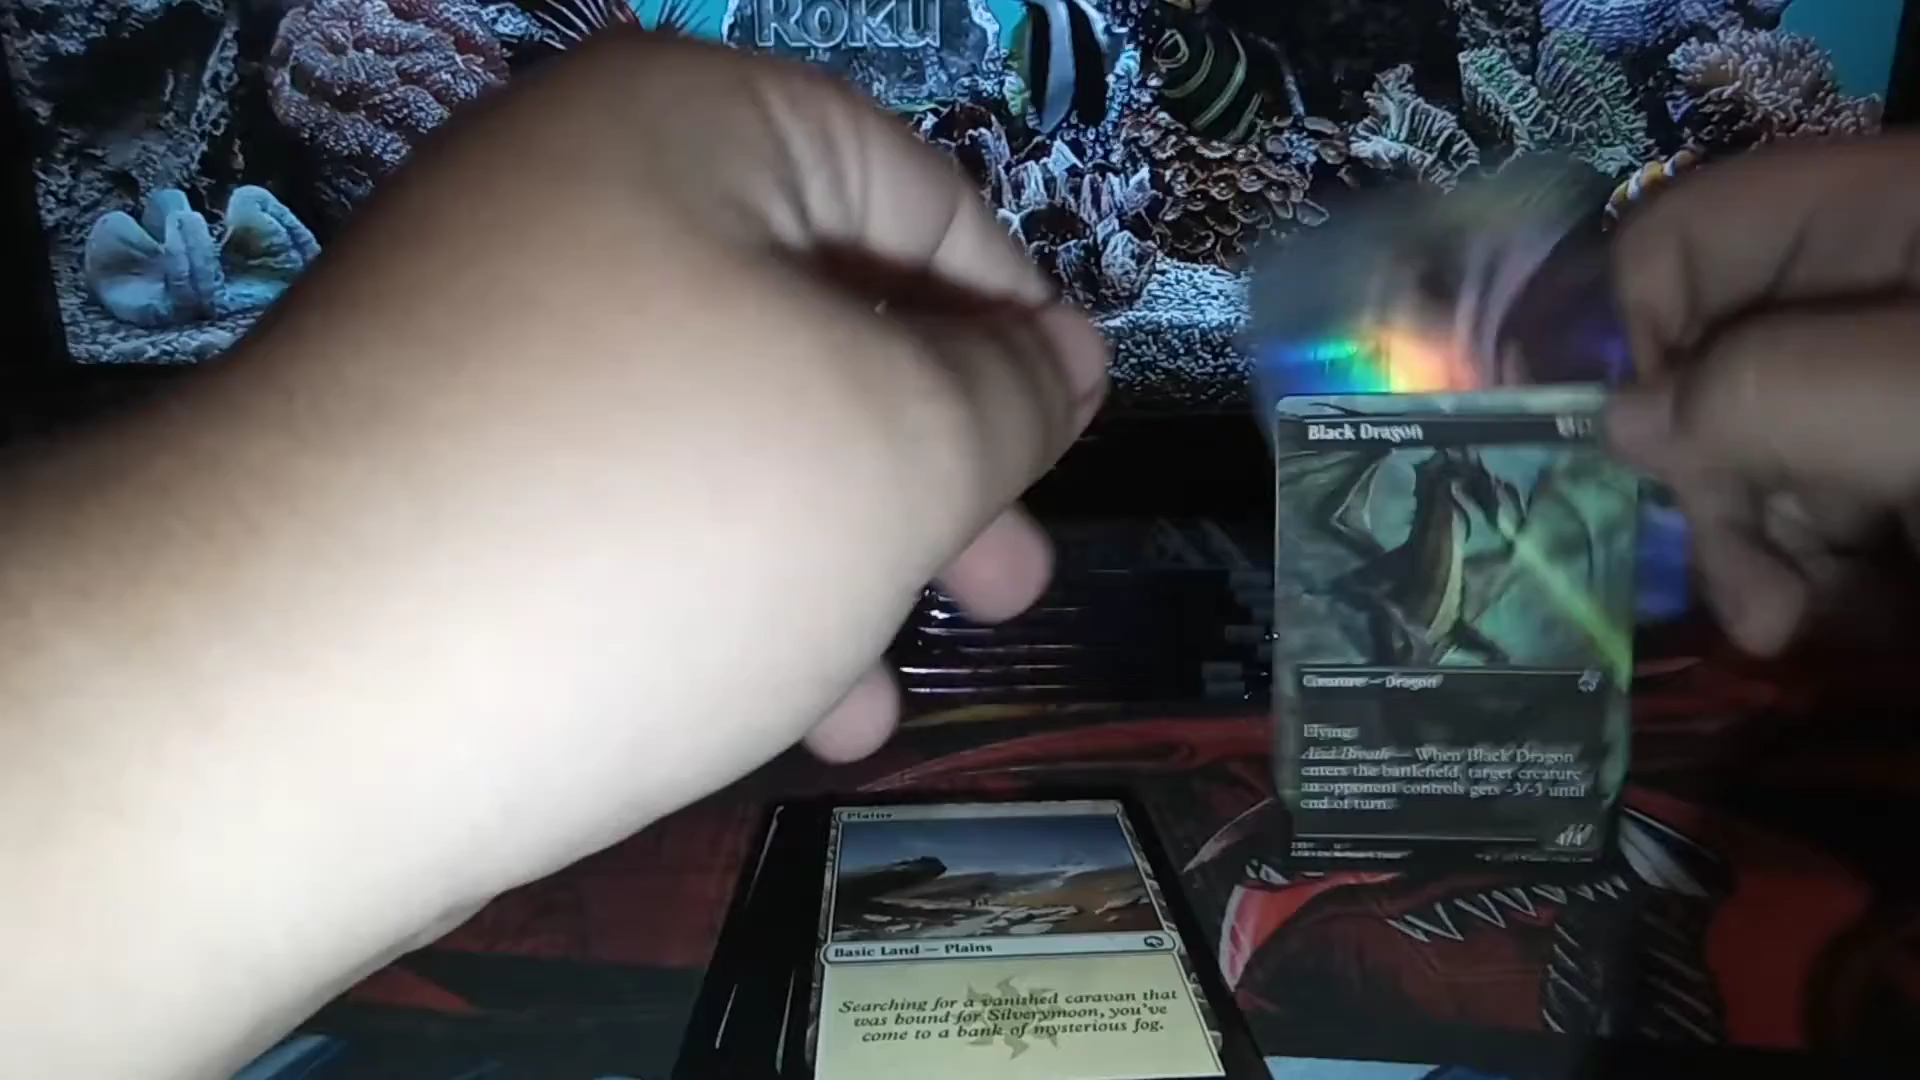 Roku
Black Dragon
Creature — Dragon
Flying
Acid Breath — When Black Dragon
enters the battlefield, target creature
an opponent controls gets -3/-3 until
end of turn.
4/4
Plains
Basic Land — Plains
Searching for a vanished caravan that
was bound for Silverymoon, you've
come to a bank of mysterious fog.